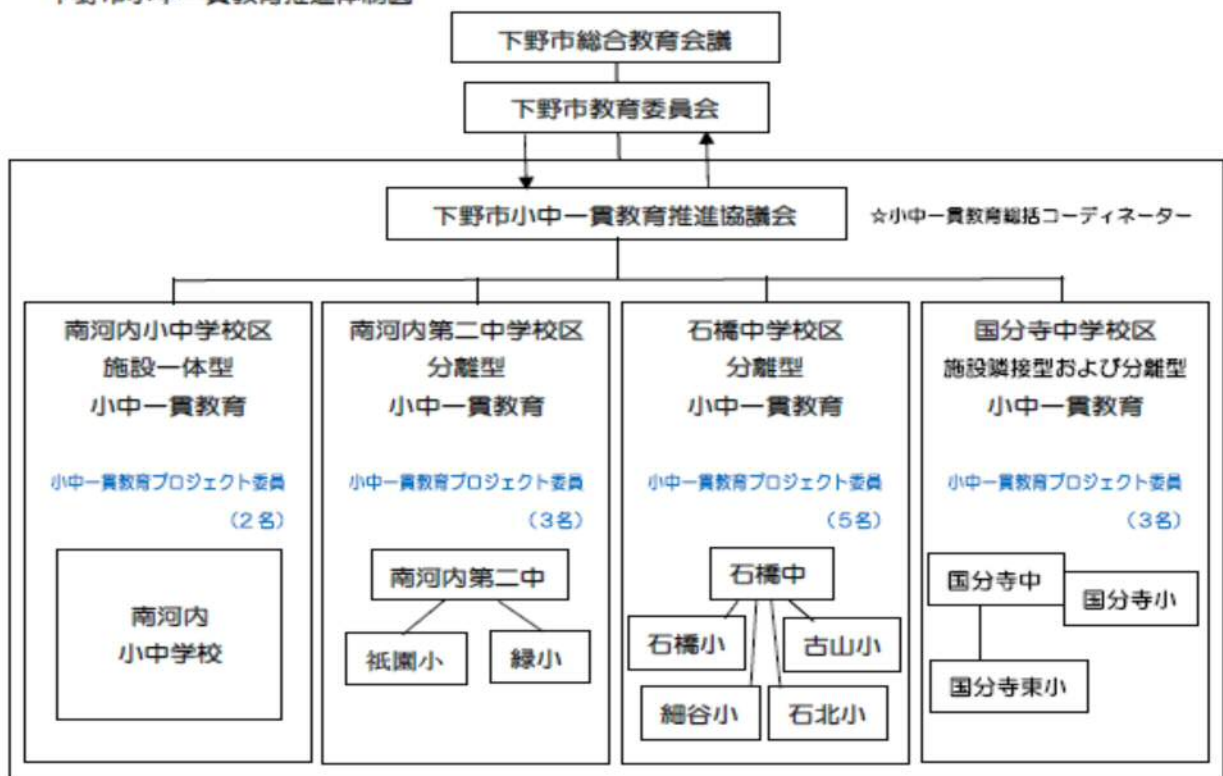 下野市総合教育会議
下野市教育委員会
下野市小中一貫教育推進協議会
☆小中一貫教育総括コーディネーター
南河内小中学校区
施設一体型
小中一貫教育
小中一貫教育プロジェクト委員
（2名）
南河内
小中学校
南河内第二中学校区
分離型
小中一貫教育
小中一貫教育プロジェクト委員
（3名）
南河内第二中
祇園小
緑小
石橋中学校区
分離型
小中一貫教育
小中一貫教育プロジェクト委員
（5名）
石橋中
石橋小
古山小
細谷小
石北小
国分寺中学校区
施設隣接型および分離型
小中一貫教育
小中一貫教育プロジェクト委員
（3名）
国分寺中
国分寺小
国分寺東小